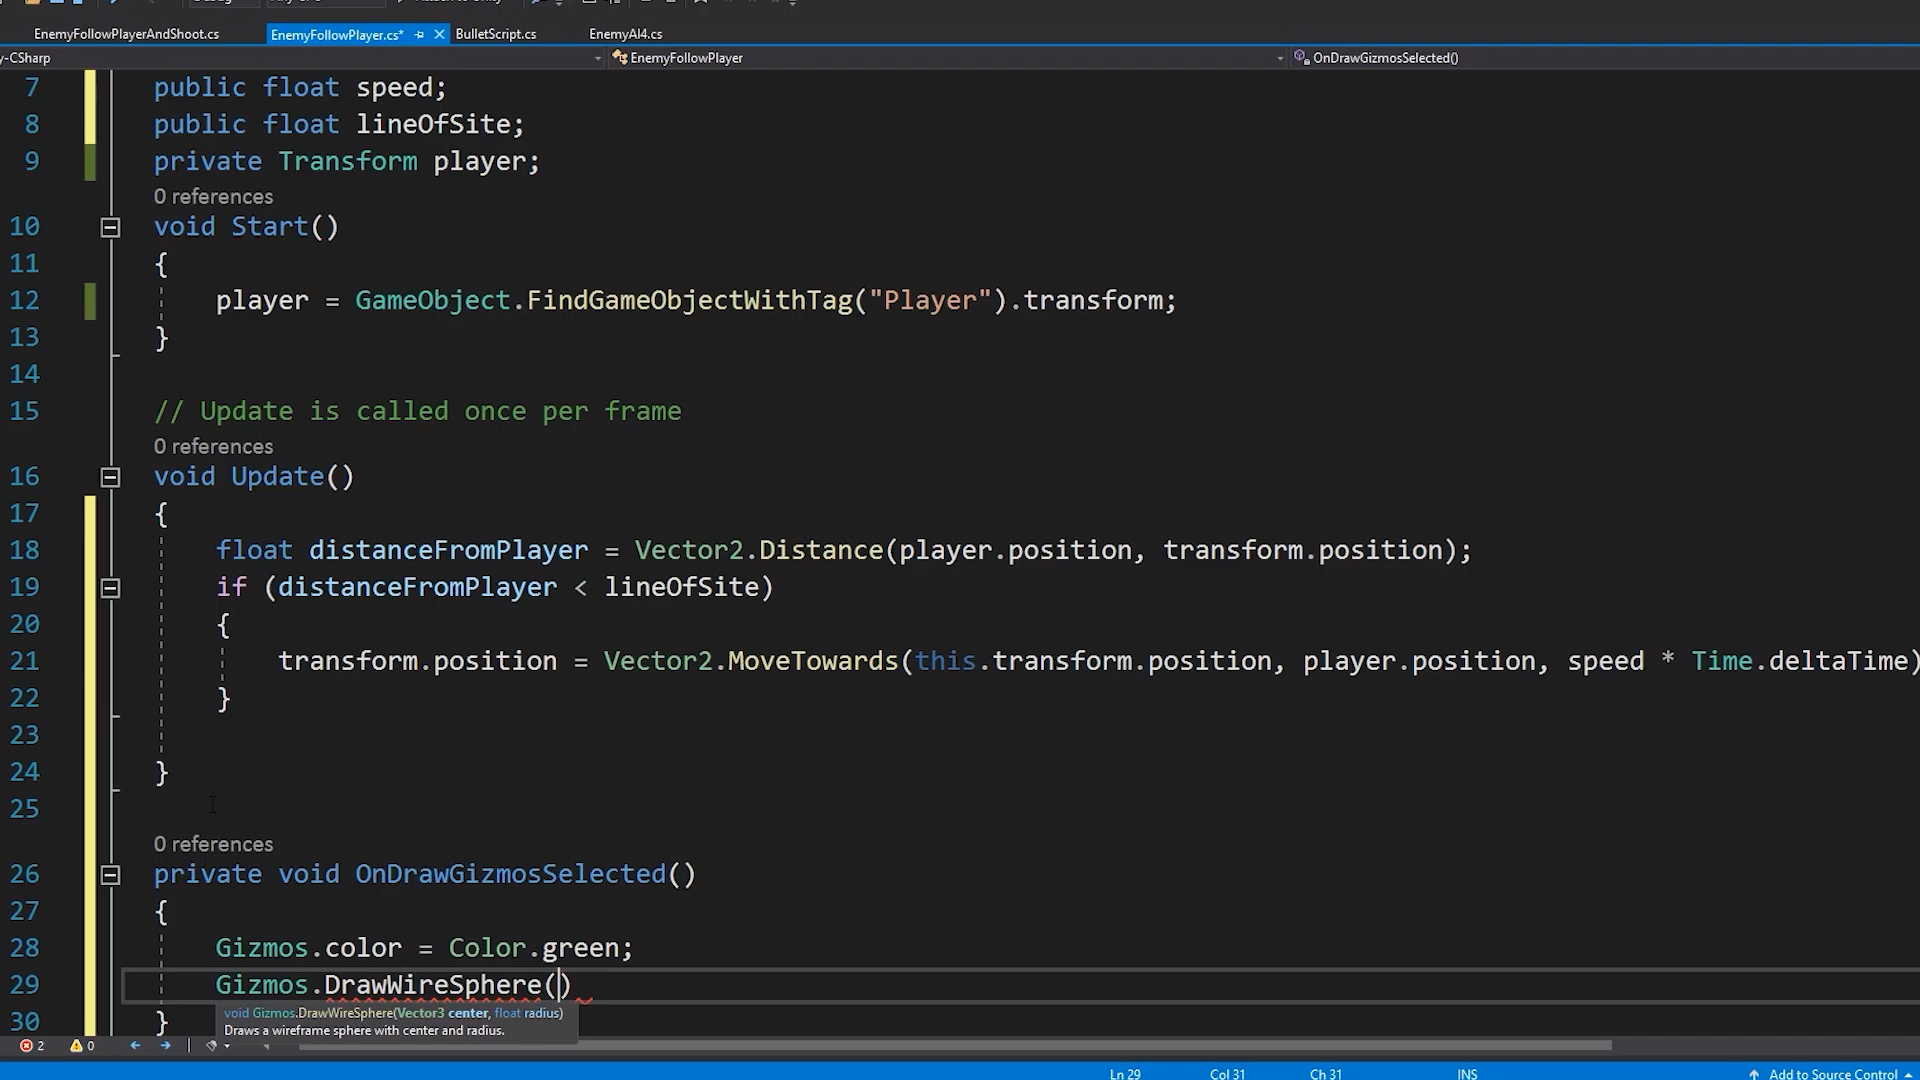 EnemyFollowPlayerAndShoot.cs EnemyFollowPlayer.cs* BulletScript.cs EnemyAI4.cs
y-CSharp EnemyFollowPlayer OnDrawGizmosSelected()
7 public float speed;
8 public float lineOfSite;
9 private Transform player;
0 references
10 void Start()
11 {
12 player = GameObject.FindGameObjectWithTag("Player").transform;
13 }
14
15 // Update is called once per frame
0 references
16 void Update()
17 {
18 float distanceFromPlayer = Vector2.Distance(player.position, transform.position);
19 if (distanceFromPlayer < lineOfSite)
20 {
21 transform.position = Vector2.MoveTowards(this.transform.position, player.position, speed * Time.deltaTime)
22 }
23
24 }
25
0 references
26 private void OnDrawGizmosSelected()
27 {
28 Gizmos.color = Color.green;
29 Gizmos.DrawWireSphere()
void Gizmos.DrawWireSphere(Vector3 center, float radius)
30 }
Draws a wireframe sphere with center and radius.
2 0
Ln 29 Col 31 Ch 31 INS Add to Source Control